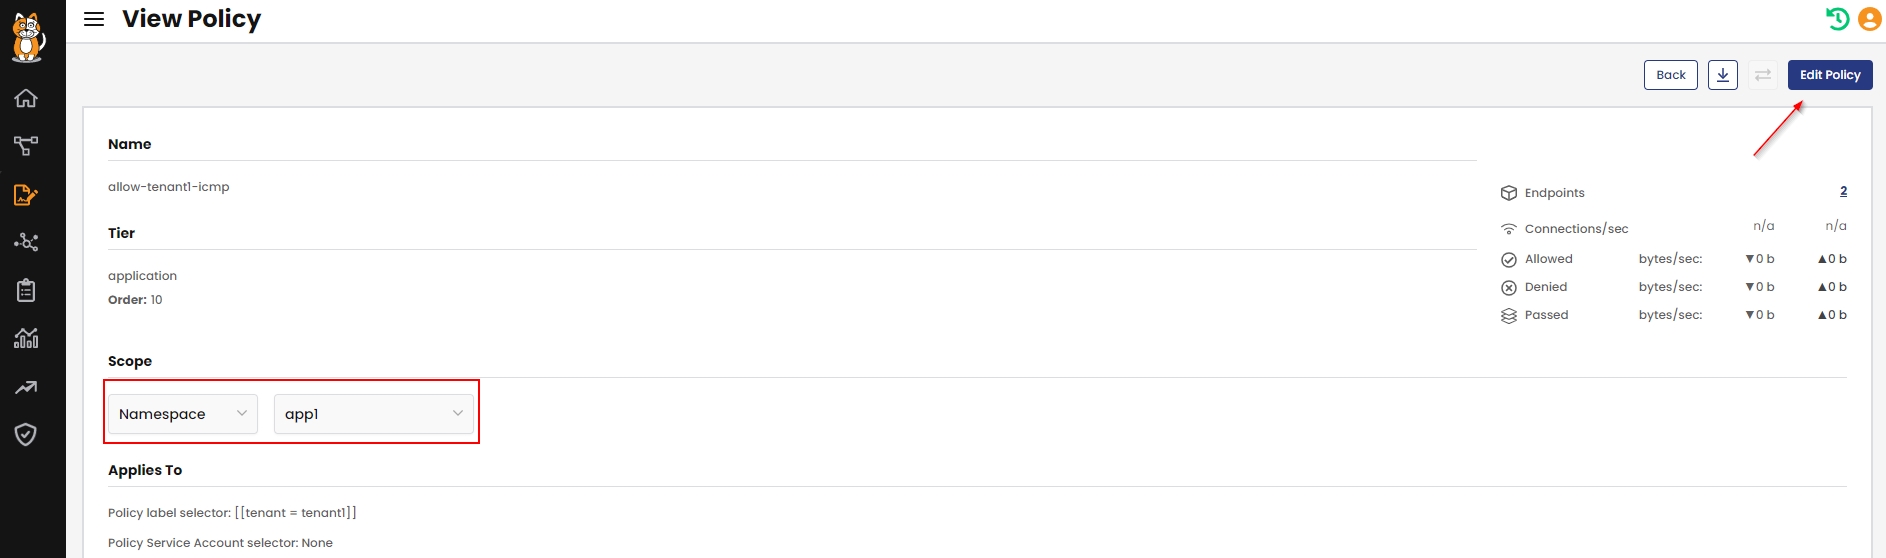 View Policy
Back
Edit Policy
Name
allow-tenant1-icmp
Endpoints 2
Tier
Connections/sec n/a n/a
Allowed bytes/sec: ▼0 b ▲0 b
application
Denied bytes/sec: ▼0 b ▲0 b
Order: 10
Passed bytes/sec: ▼0 b ▲0 b
Scope
Namespace app1
Applies To
Policy label selector: [[tenant = tenant1]]
Policy Service Account selector: None